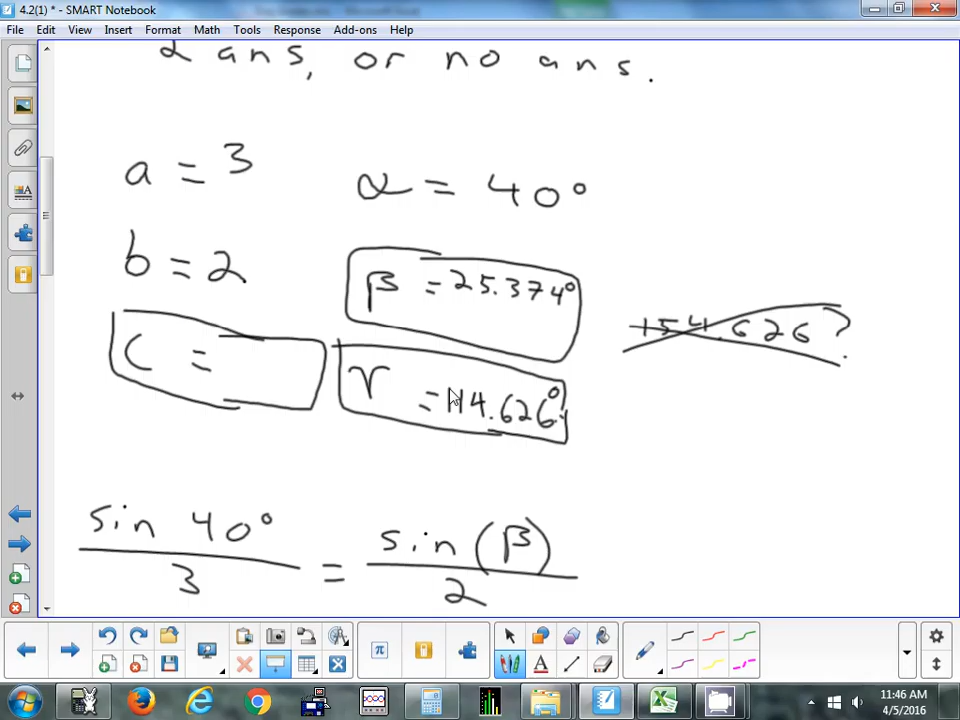 4.2(1) * - SMART Notebook
File Edit View Insert Format Math Tools Response Add-ons Help
2 ans, or no ans.
a = 3
α = 40°
b = 2
β = 25.374°
154.626?
c =
γ = 114.626°
sin 40°
3
=
sin (β)
2
π
A
11:46 AM
4/5/2016